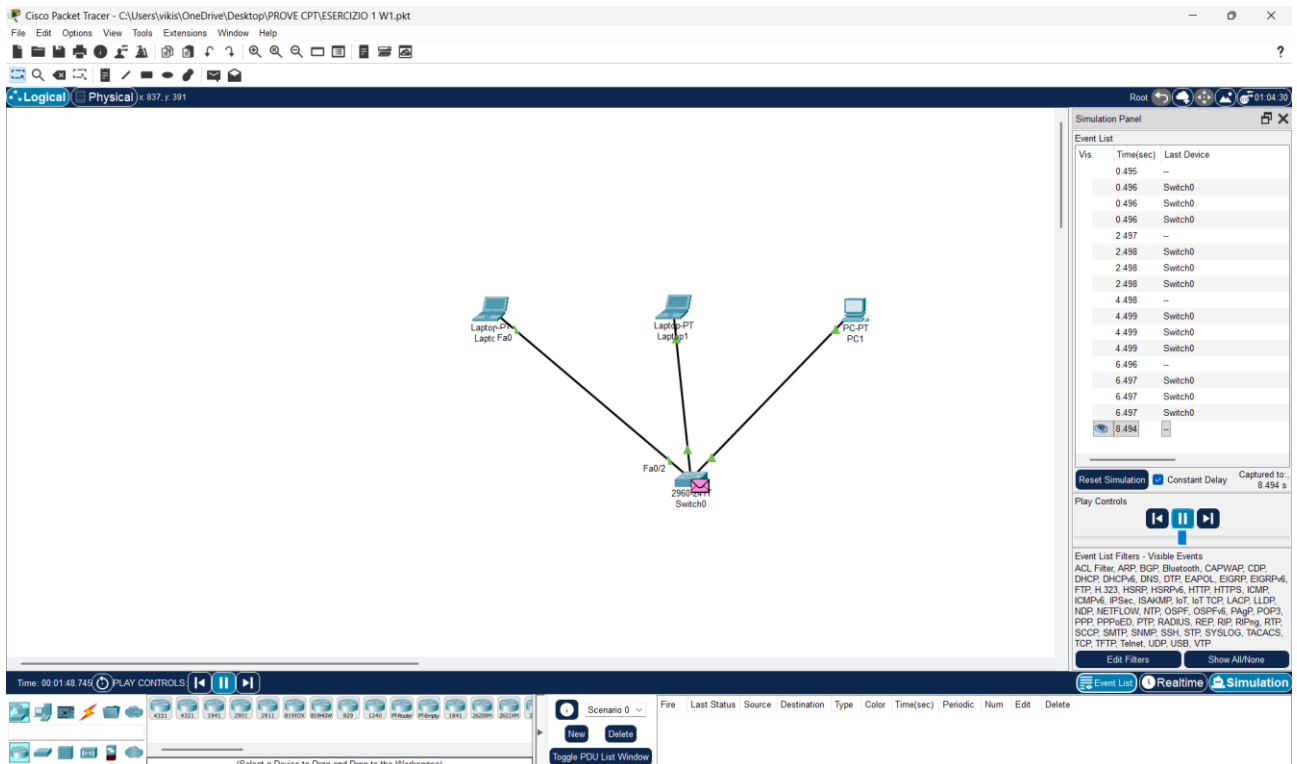 Cisco Packet Tracer - C:\Users\vikis\OneDrive\Desktop\PROVE CPT\ESERCIZIO 1 W1.pkt
File Edit Options View Tools Extensions Window Help
?
Logical Physical x: 837, y: 391
Root 01:04:30
Simulation Panel
Event List
Vis. Time(sec) Last Device
0.495 --
0.496 Switch0
0.496 Switch0
0.496 Switch0
2.497 --
2.498 Switch0
2.498 Switch0
2.498 Switch0
4.498 --
4.499 Switch0
4.499 Switch0
4.499 Switch0
6.496 --
6.497 Switch0
6.497 Switch0
6.497 Switch0
8.494 --
Laptop-PT
Laptc Fa0
Laptop-PT
Laptop1
PC-PT
PC1
Fa0/2
Switch0
Reset Simulation Constant Delay Captured to:
8.494 s
Play Controls
Event List Filters - Visible Events
ACL Filter, ARP, BGP, Bluetooth, CAPWAP, CDP,
DHCP, DHCPv6, DNS, DTP, EAPOL, EIGRP, EIGRPv6,
FTP, H.323, HSRP, HSRPv6, HTTP, HTTPS, ICMP,
ICMPv6, IPSec, ISAKMP, IoT, IoT TCP, LACP, LLDP,
NDP, NETFLOW, NTP, OSPF, OSPFv6, PAgP, POP3,
PPP, PPPoED, PTP, RADIUS, REP, RIP, RIPng, RTP,
SCCP, SMTP, SNMP, SSH, STP, SYSLOG, TACACS,
TCP, TFTP, Telnet, UDP, USB, VTP
Edit Filters Show All/None
Time: 00:01:48.745 PLAY CONTROLS:
Event List Realtime Simulation
4331 4321 1941 2901 2911 819IOX 819HGW 829 1240 PT-Router PT-Empty 1841 2620XM 2621XM 2
Scenario 0
New Delete
Toggle PDU List Window
Fire Last Status Source Destination Type Color Time(sec) Periodic Num Edit Delete
(Select a Device to Drag and Drop to the Workspace)